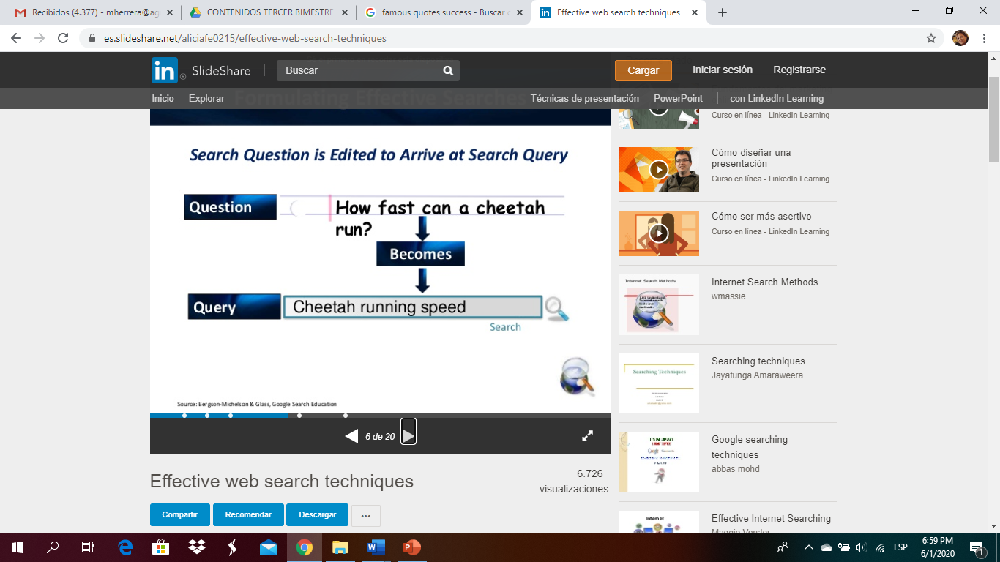 Recibidos (4.377) - mherrera@ag
CONTENIDOS TERCER BIMESTRE
famous quotes success - Buscar c
Effective web search techniques
es.slideshare.net/aliciafe0215/effective-web-search-techniques
in SlideShare
Buscar
Cargar
Iniciar sesión
Registrarse
Inicio
Explorar
Técnicas de presentación
PowerPoint
con LinkedIn Learning
Formulating Effective Searches
Search Question is Edited to Arrive at Search Query
Question
How fast can a cheetah
run?
Becomes
Query
Cheetah running speed
Search
Source: Bergson-Michelson & Glass, Google Search Education
6 de 20
Effective web search techniques
6.726
visualizaciones
Compartir
Recomendar
Descargar
Curso en línea - LinkedIn Learning
Cómo diseñar una
presentación
Curso en línea - LinkedIn Learning
Cómo ser más asertivo
Curso en línea - LinkedIn Learning
Internet Search Methods
Internet Search Methods
wmassie
Searching Techniques
Searching techniques
Jayatunga Amaraweera
Google searching
techniques
abbas mohd
Internet
Effective Internet Searching
Maggie Verster
ESP
6:59 PM
6/1/2020
1